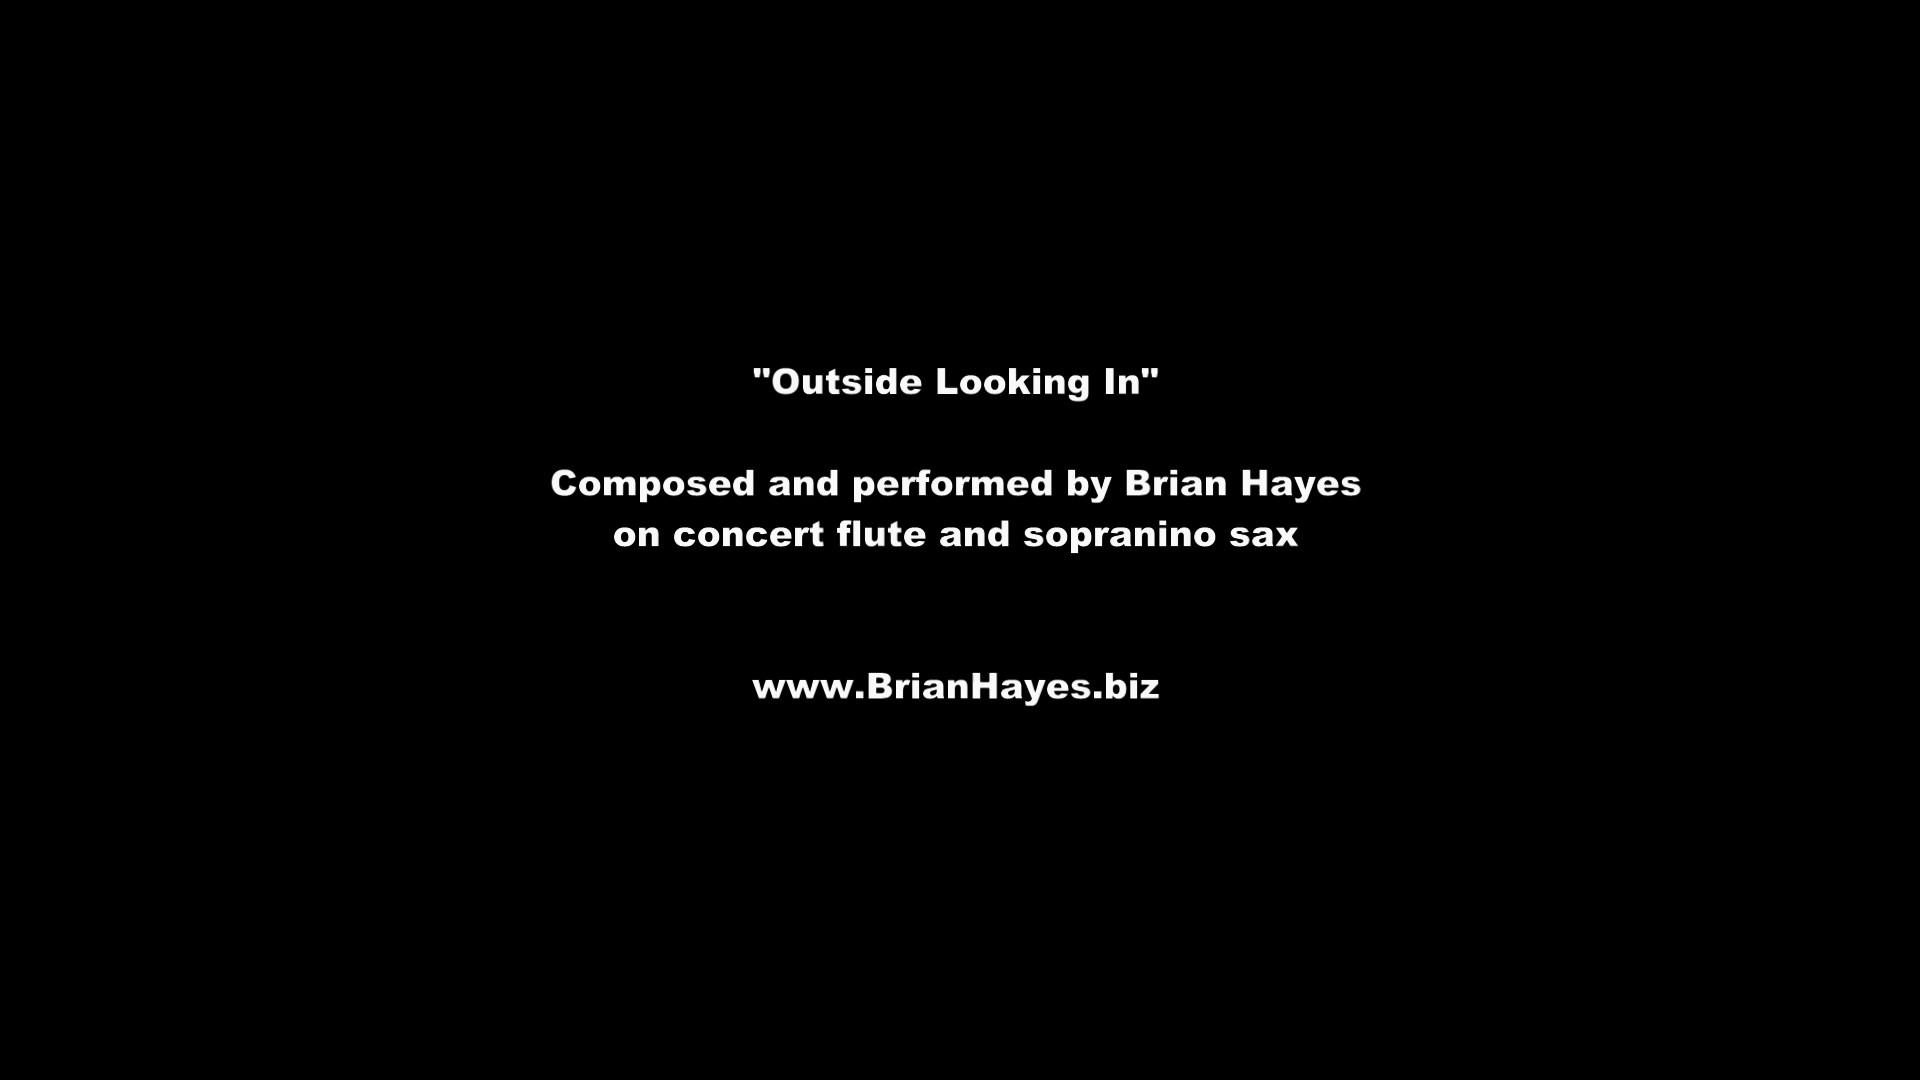 "Outside Looking In"
Composed and performed by Brian Hayes
on concert flute and sopranino sax
www.BrianHayes.biz